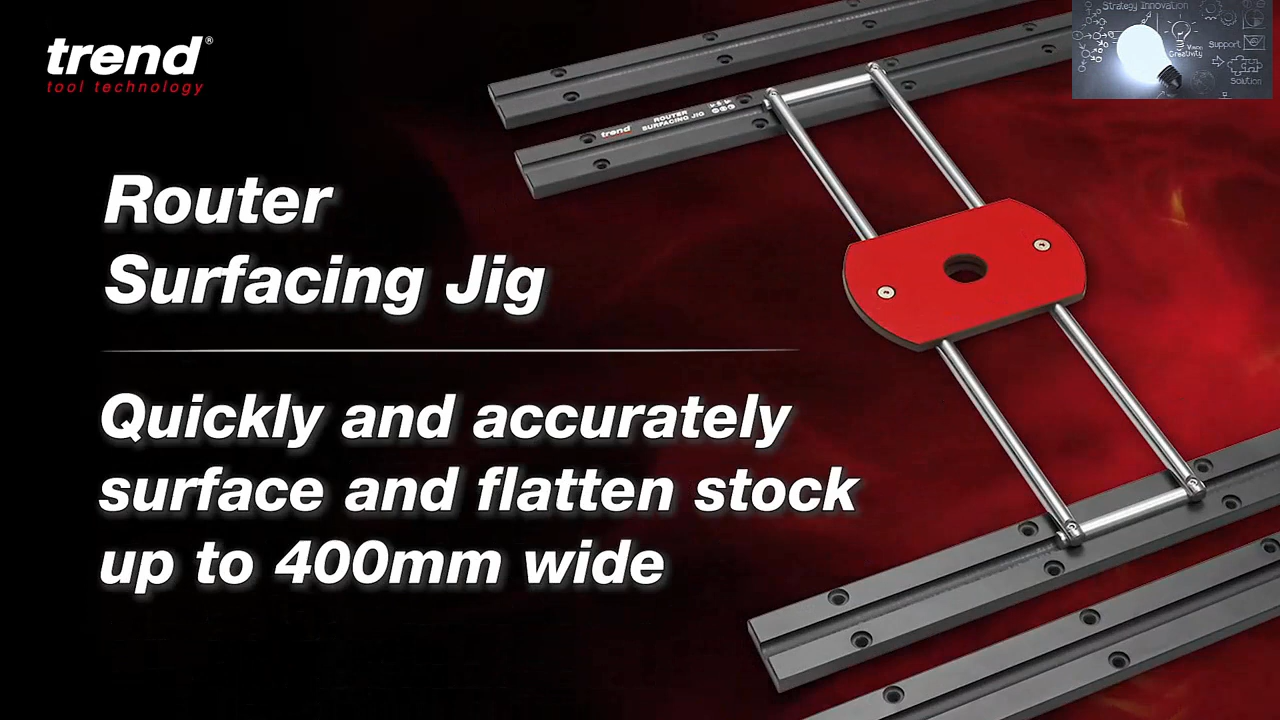 trend®
tool technology
Router
Surfacing Jig
Quickly and accurately
surface and flatten stock
up to 400mm wide
trend
ROUTER
SURFACING JIG
Strategy Innovation
Vision
Creativity
Support
Solution